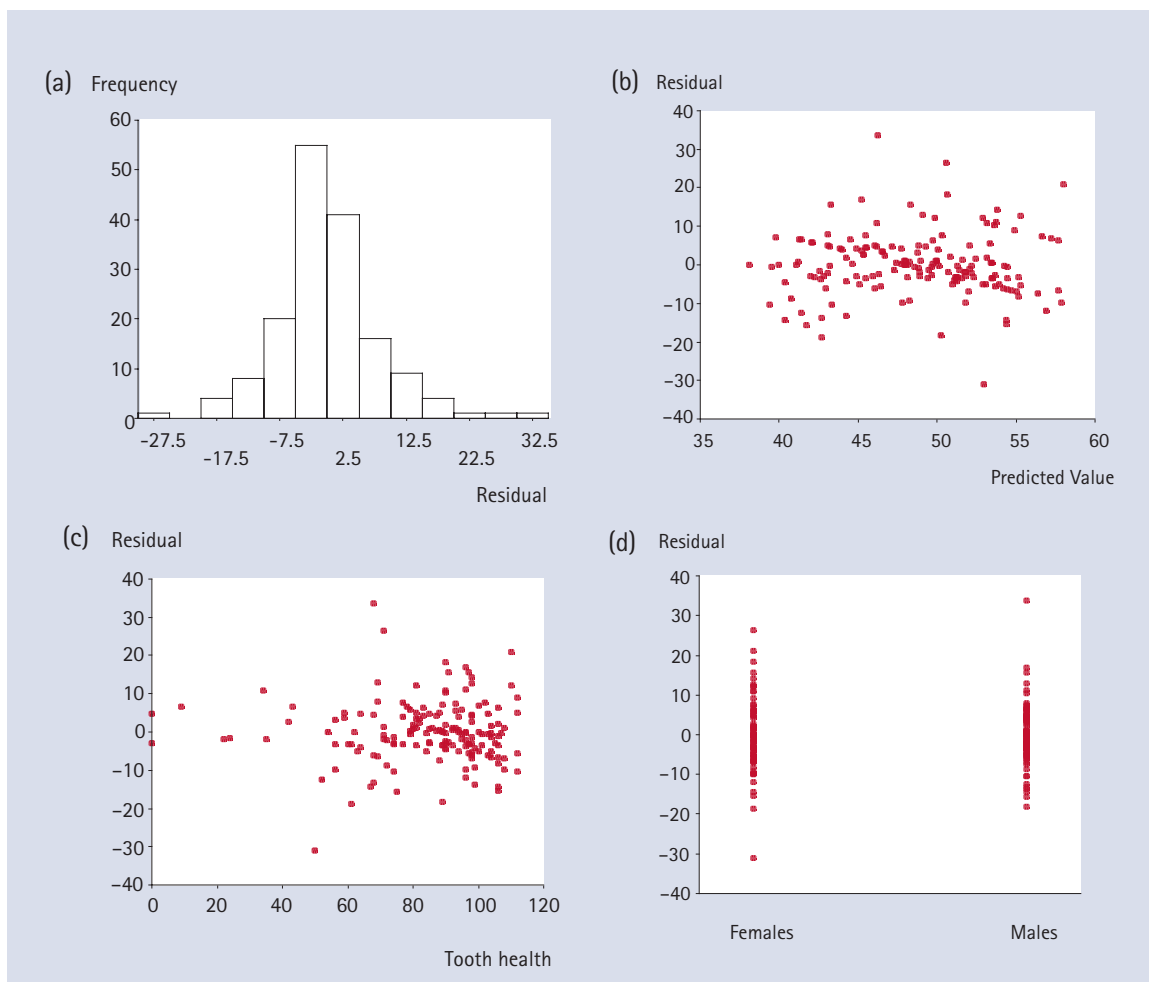 (a) Frequency
60
50
40
30
20
10
0
-27.5 -7.5 12.5 32.5
-17.5 2.5 22.5
Residual
(b) Residual
40
30
20
10
0
-10
-20
-30
-40
35 40 45 50 55 60
Predicted Value
(c) Residual
40
30
20
10
0
-10
-20
-30
-40
0 20 40 60 80 100 120
Tooth health
(d) Residual
40
30
20
10
0
-10
-20
-30
-40
Females Males